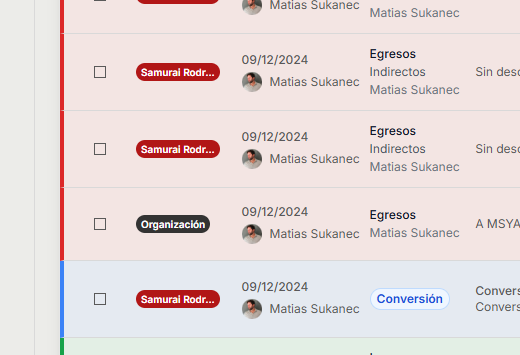 Samurai Rodr...
Matias Sukanec
Matias Sukanec
Samurai Rodr...
09/12/2024
Matias Sukanec
Egresos
Indirectos
Matias Sukanec
Sin desc
Samurai Rodr...
09/12/2024
Matias Sukanec
Egresos
Indirectos
Matias Sukanec
Sin desc
Organización
09/12/2024
Matias Sukanec
Egresos
Matias Sukanec
A MSYA
Samurai Rodr...
09/12/2024
Matias Sukanec
Conversión
Convers
Convers